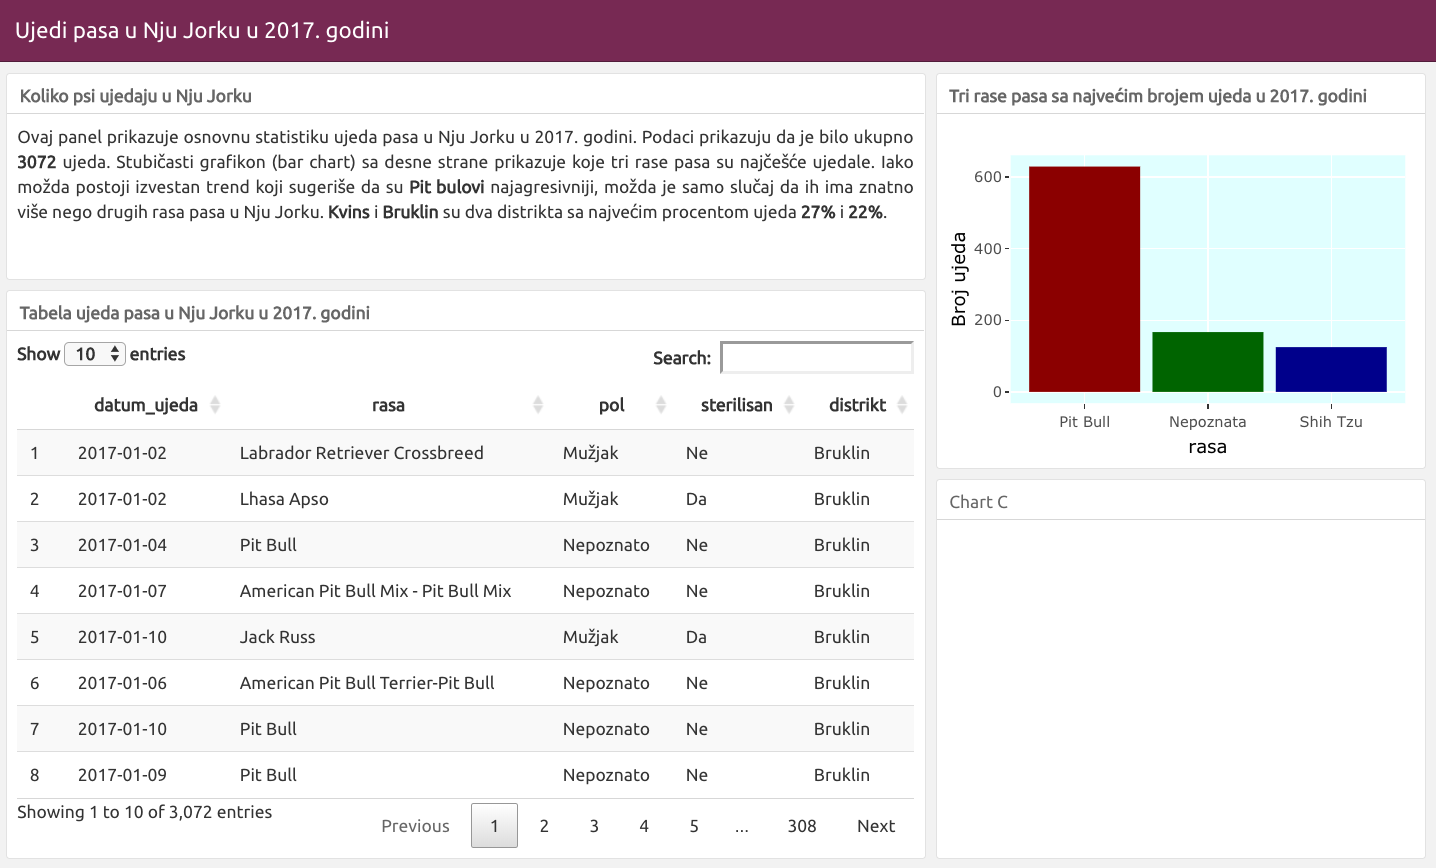 Ujedi pasa u Nju Jorku u 2017. godini
Koliko psi ujedaju u Nju Jorku
Ovaj panel prikazuje osnovnu statistiku ujeda pasa u Nju Jorku u 2017. godini. Podaci prikazuju da je bilo ukupno
3072 ujeda. Stubičasti grafikon (bar chart) sa desne strane prikazuje koje tri rase pasa su najčešće ujedale. Iako
možda postoji izvestan trend koji sugeriše da su Pit bulovi najagresivniji, možda je samo slučaj da ih ima znatno
više nego drugih rasa pasa u Nju Jorku. Kvins i Bruklin su dva distrikta sa najvećim procentom ujeda 27% i 22%.
Tabela ujeda pasa u Nju Jorku u 2017. godini
Show 10 entries Search:
datum_ujeda rasa pol sterilisan distrikt
1 2017-01-02 Labrador Retriever Crossbreed Mužjak Ne Bruklin
2 2017-01-02 Lhasa Apso Mužjak Da Bruklin
3 2017-01-04 Pit Bull Nepoznato Ne Bruklin
4 2017-01-07 American Pit Bull Mix - Pit Bull Mix Nepoznato Ne Bruklin
5 2017-01-10 Jack Russ Mužjak Da Bruklin
6 2017-01-06 American Pit Bull Terrier-Pit Bull Nepoznato Ne Bruklin
7 2017-01-10 Pit Bull Nepoznato Ne Bruklin
8 2017-01-09 Pit Bull Nepoznato Ne Bruklin
Showing 1 to 10 of 3,072 entries
Previous 1 2 3 4 5 … 308 Next
Tri rase pasa sa najvećim brojem ujeda u 2017. godini
Broj ujeda
600
400
200
0
Pit Bull Nepoznata Shih Tzu
rasa
Chart C